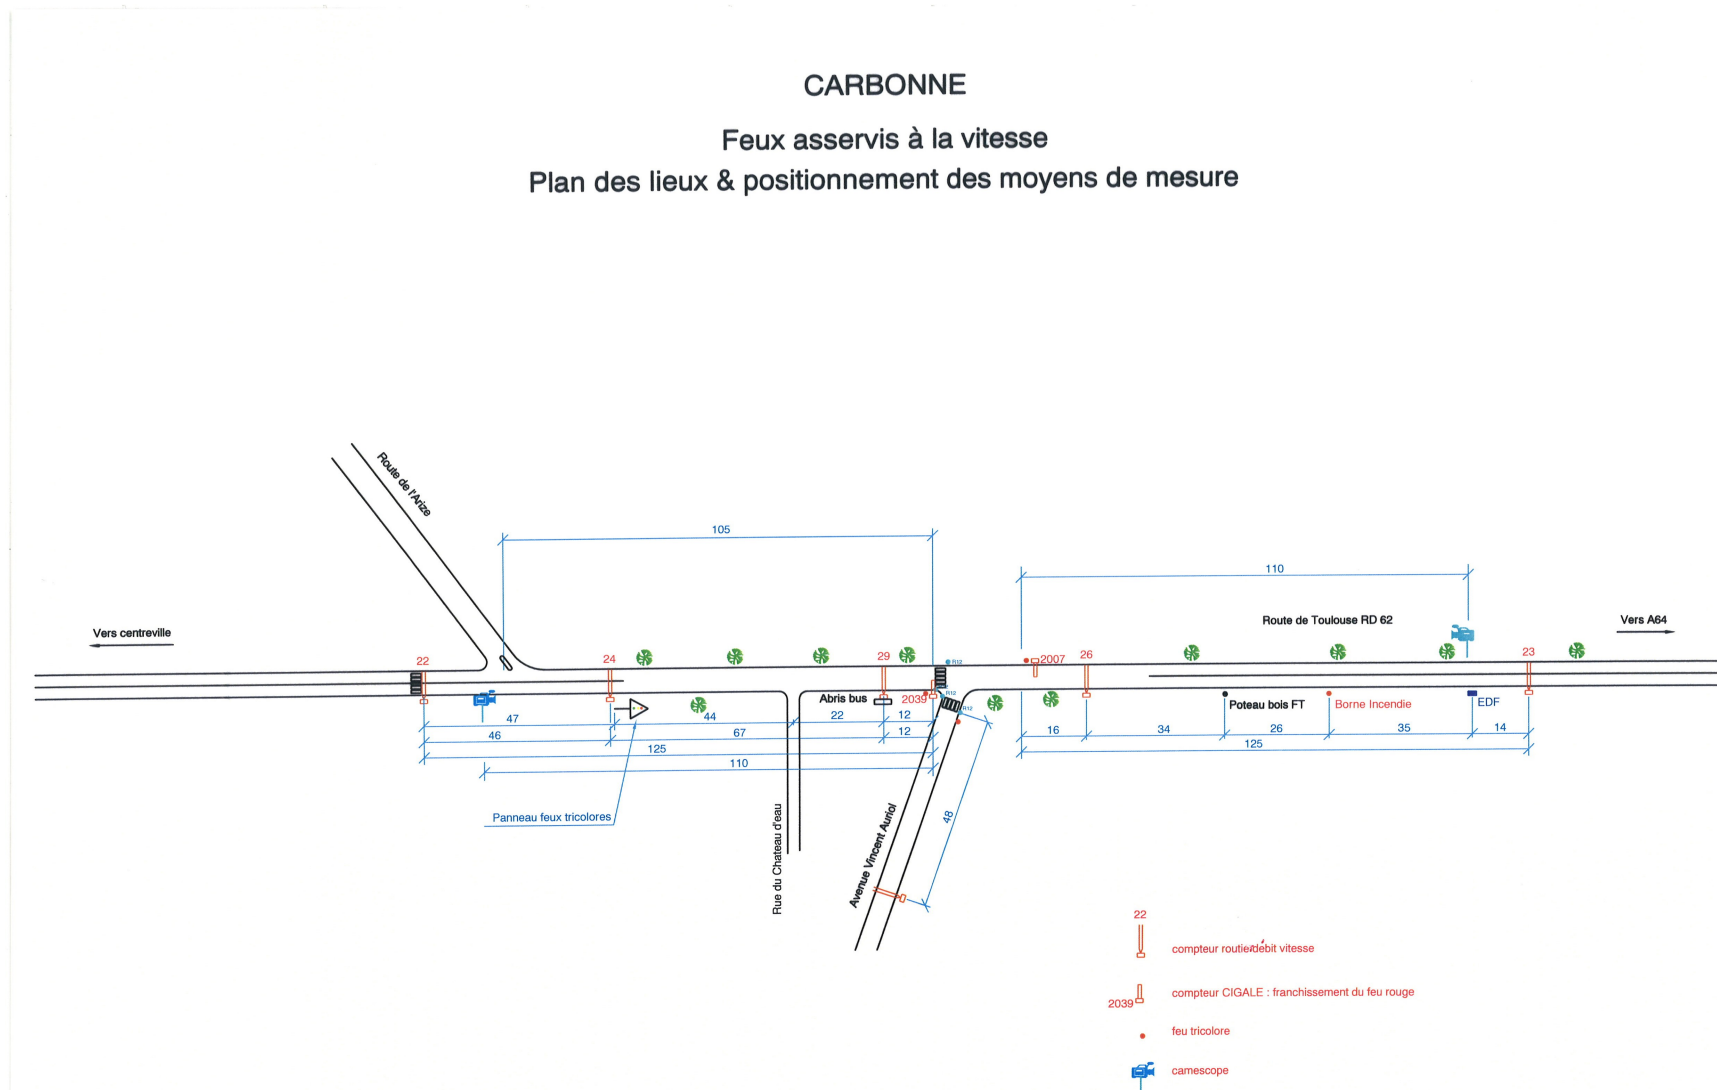 CARBONNE
Feux asservis à la vitesse
Plan des lieux & positionnement des moyens de mesure
Route de l'Arize
105
110
Route de Toulouse RD 62
Vers centreville
Vers A64
22
24
29
R12
2007
26
23
Abris bus
2039
R12
R12
Poteau bois FT
Borne Incendie
EDF
47
44
22
12
46
67
12
16
34
26
35
14
125
125
110
Panneau feux tricolores
48
Rue du Chateau d'eau
Avenue Vincent Auriol
22
compteur routier débit vitesse
2039
compteur CIGALE : franchissement du feu rouge
feu tricolore
camescope